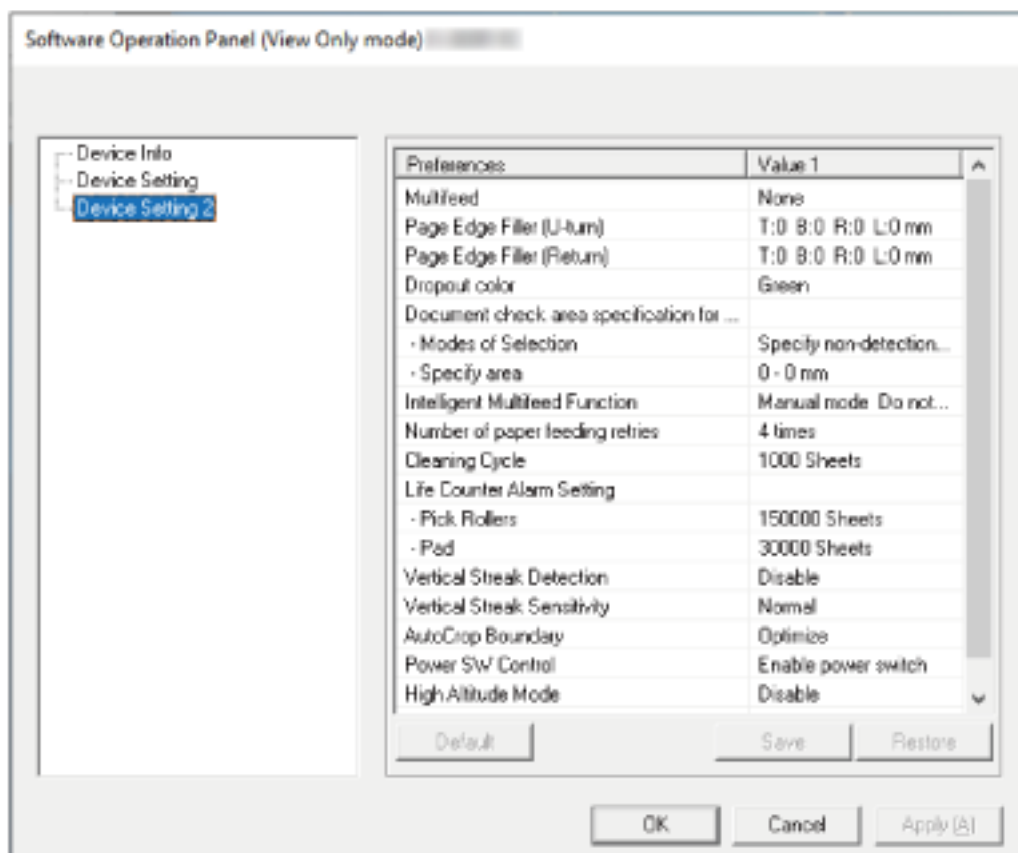 Software Operation Panel (View Only mode)
Device Info
Device Setting
Device Setting 2
Preferences Value 1
Multifeed None
Page Edge Filler (U-turn) T:0 B:0 R:0 L:0 mm
Page Edge Filler (Return) T:0 B:0 R:0 L:0 mm
Dropout color Green
Document check area specification for ...
- Modes of Selection Specify non-detection...
- Specify area 0 - 0 mm
Intelligent Multifeed Function Manual mode Do not...
Number of paper feeding retries 4 times
Cleaning Cycle 1000 Sheets
Life Counter Alarm Setting
- Pick Rollers 150000 Sheets
- Pad 30000 Sheets
Vertical Streak Detection Disable
Vertical Streak Sensitivity Normal
AutoCrop Boundary Optimize
Power SW Control Enable power switch
High Altitude Mode Disable
Default Save Restore
OK Cancel Apply (A)